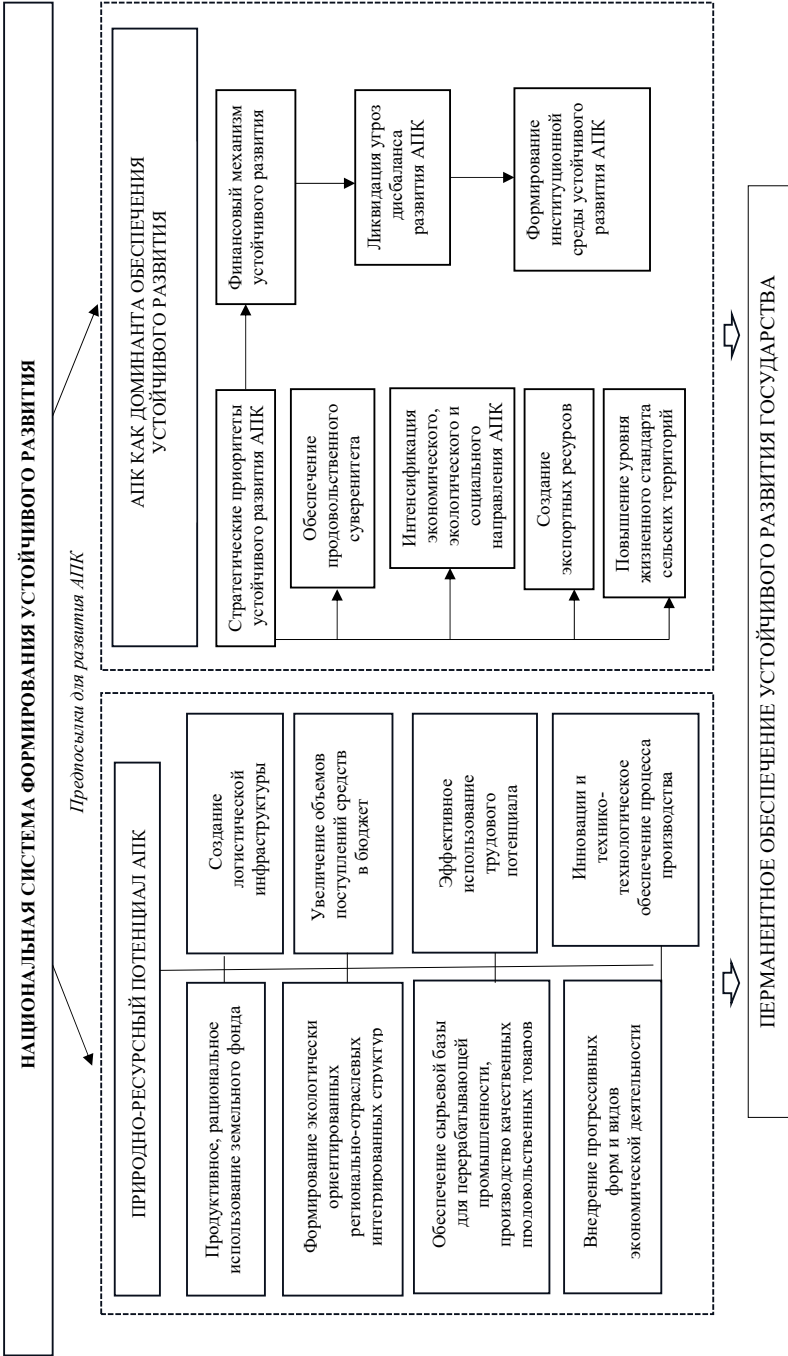 НАЦИОНАЛЬНАЯ СИСТЕМА ФОРМИРОВАНИЯ УСТОЙЧИВОГО РАЗВИТИЯ
Предпосылки для развития АПК
ПРИРОДНО-РЕСУРСНЫЙ ПОТЕНЦИАЛ АПК
Продуктивное, рациональное
использование земельного фонда
Создание
логистической
инфраструктуры
Формирование экологически
ориентированных
регионально-отраслевых
интегрированных структур
Увеличение объемов
поступлений средств
в бюджет
Обеспечение сырьевой базы
для перерабатывающей
промышленности,
производство качественных
продовольственных товаров
Эффективное
использование
трудового
потенциала
Внедрение прогрессивных
форм и видов
экономической деятельности
Инновации и
технико-
технологическое
обеспечение процесса
производства
АПК КАК ДОМИНАНТА ОБЕСПЕЧЕНИЯ
УСТОЙЧИВОГО РАЗВИТИЯ
Стратегические приоритеты
устойчивого развития АПК
Обеспечение
продовольственного
суверенитета
Интенсификация
экономического,
экологического и
социального
направления АПК
Создание
экспортных ресурсов
Повышение уровня
жизненного стандарта
сельских территорий
Финансовый механизм
устойчивого развития
Ликвидация угроз
дисбаланса
развития АПК
Формирование
институционной
среды устойчивого
развития АПК
ПЕРМАНЕНТНОЕ ОБЕСПЕЧЕНИЕ УСТОЙЧИВОГО РАЗВИТИЯ ГОСУДАРСТВА